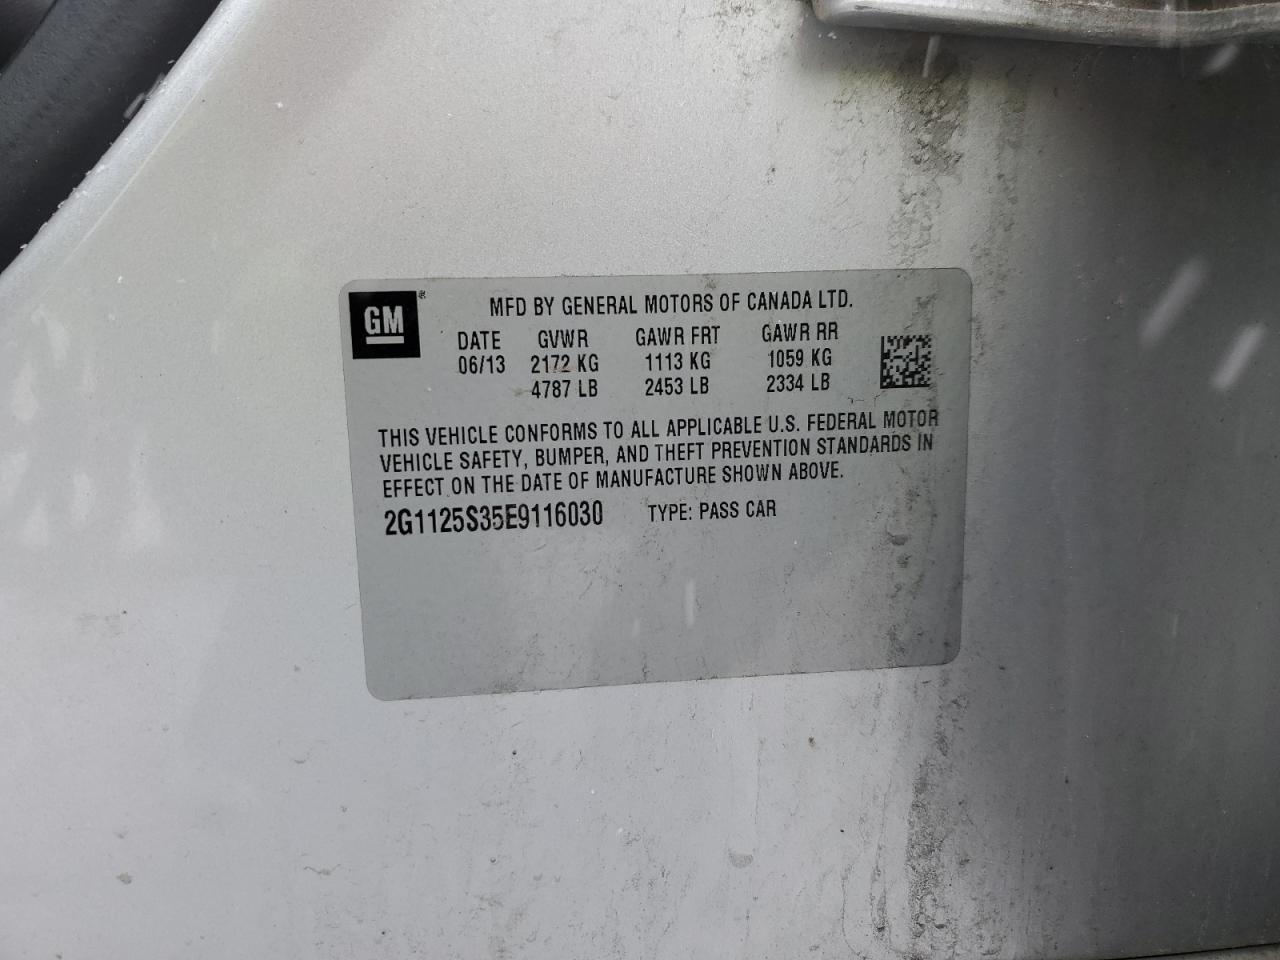 GM ®
MFD BY GENERAL MOTORS OF CANADA LTD.
DATE GVWR GAWR FRT GAWR RR
06/13 2172 KG 1113 KG 1059 KG
4787 LB 2453 LB 2334 LB
THIS VEHICLE CONFORMS TO ALL APPLICABLE U.S. FEDERAL MOTOR
VEHICLE SAFETY, BUMPER, AND THEFT PREVENTION STANDARDS IN
EFFECT ON THE DATE OF MANUFACTURE SHOWN ABOVE.
2G1125S35E9116030 TYPE: PASS CAR